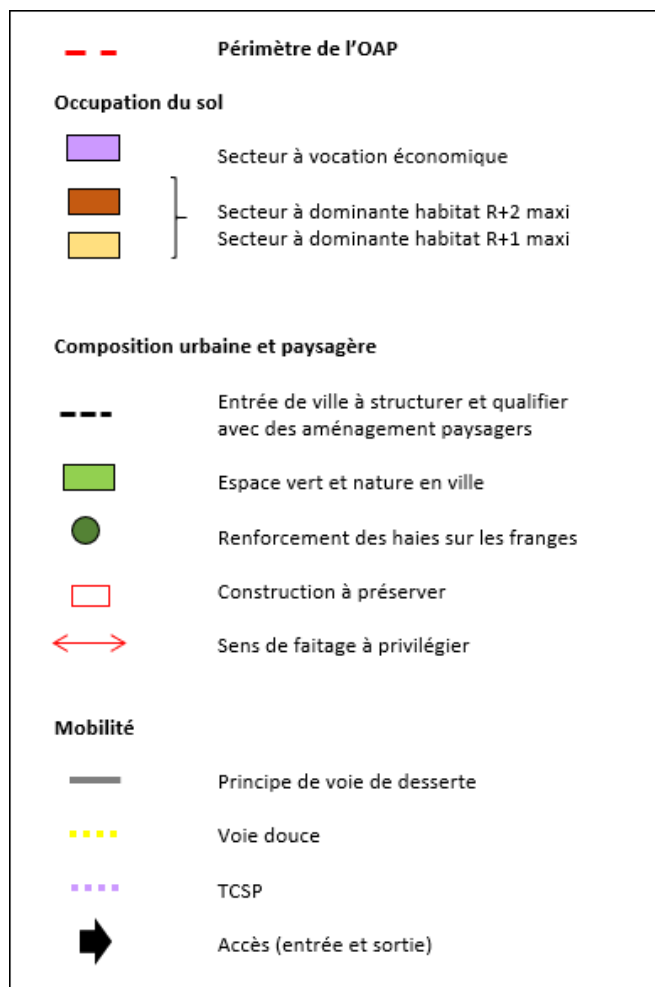 Périmètre de l’OAP
Occupation du sol
Secteur à vocation économique
Secteur à dominante habitat R+2 maxi
Secteur à dominante habitat R+1 maxi
Composition urbaine et paysagère
Entrée de ville à structurer et qualifier
avec des aménagement paysagers
Espace vert et nature en ville
Renforcement des haies sur les franges
Construction à préserver
Sens de faitage à privilégier
Mobilité
Principe de voie de desserte
Voie douce
TCSP
Accès (entrée et sortie)